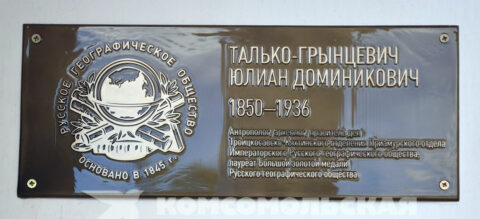 РУССКОЕ ГЕОГРАФИЧЕСКОЕ ОБЩЕСТВО
ОСНОВАНО В 1845 г.
ТАЛЬКО-ГРЫНЦЕВИЧ
ЮЛИАН ДОМИНИКОВИЧ
1850—1936
Антрополог,
Троицкосавско-Кяхтинского отделения Приамурского отдела
Императорского Русского географического общества,
лауреат Большой золотой медали
Русского географического общества
КОМСОМОЛЬСКАЯ